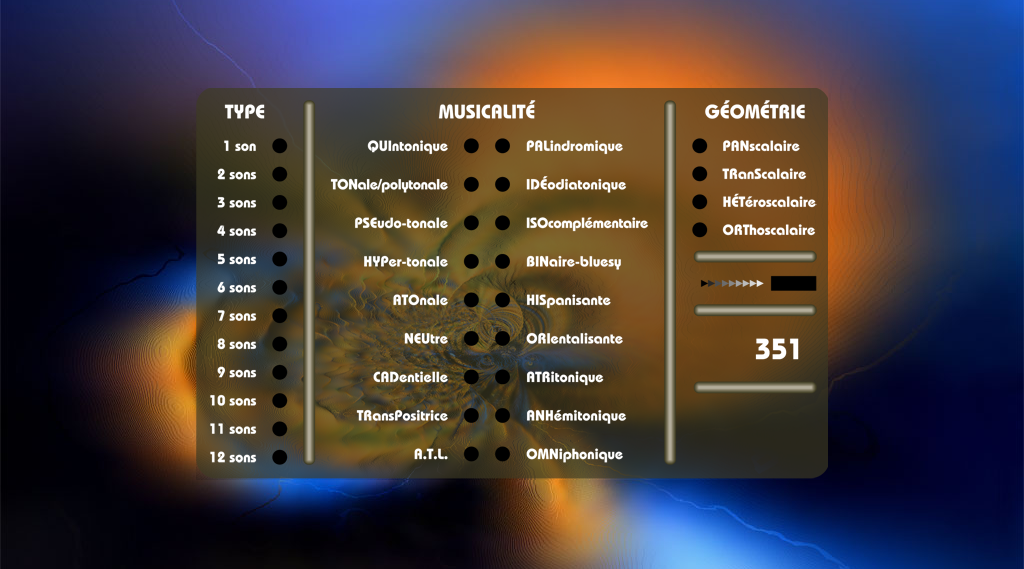 TYPE
1 son
2 sons
3 sons
4 sons
5 sons
6 sons
7 sons
8 sons
9 sons
10 sons
11 sons
12 sons
MUSICALITÉ
QUIntonique
TONale/polytonale
PSEudo-tonale
HYPer-tonale
ATOnale
NEUtre
CADentielle
TRansPositrice
A.T.L.
PALindromique
IDÉodiatonique
ISOcomplémentaire
BINaire-bluesy
HISpanisante
ORIentalisante
ATRitonique
ANHémitonique
OMNiphonique
GÉOMÉTRIE
PANscalaire
TRanScalaire
HÉTéroscalaire
ORThoscalaire
351